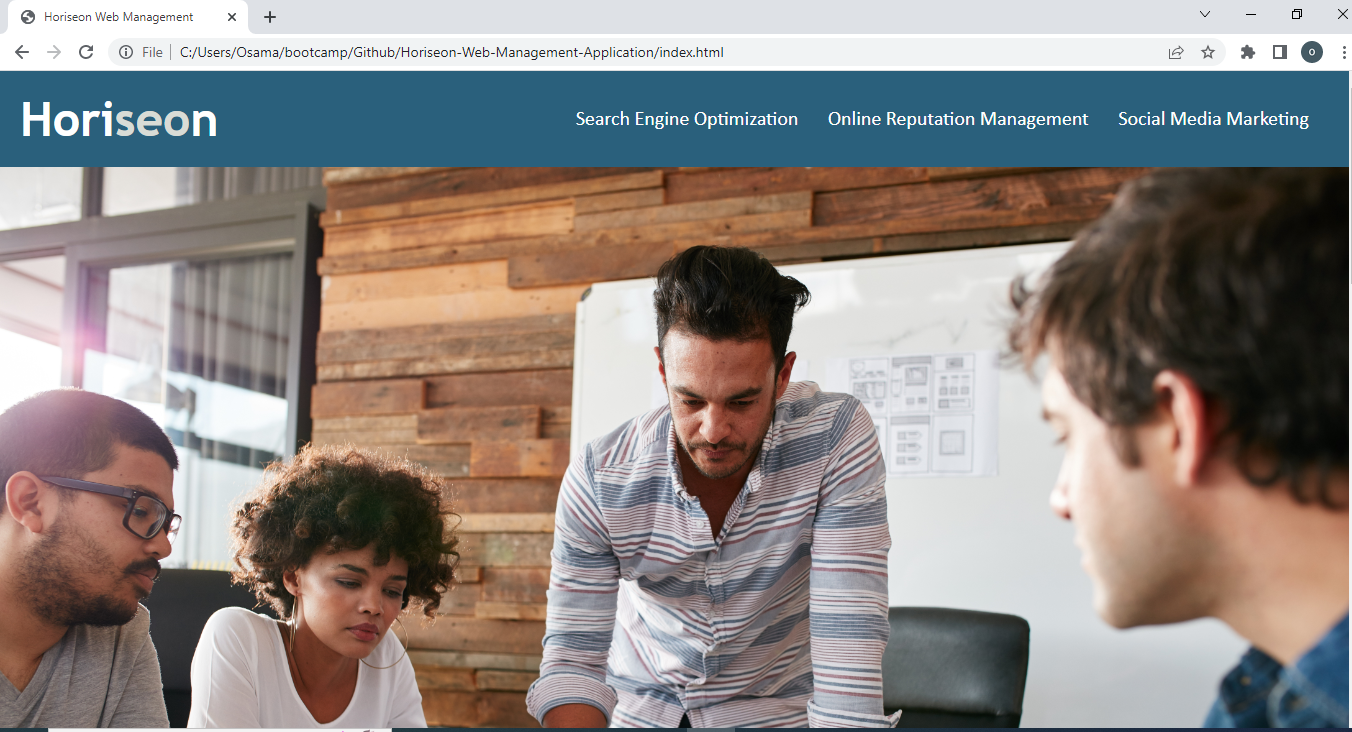 Horiseon Web Management
File C:/Users/Osama/bootcamp/Github/Horiseon-Web-Management-Application/index.html
O
Horiseon
Search Engine Optimization Online Reputation Management Social Media Marketing